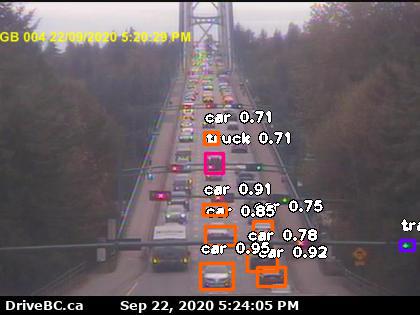 GB 004 22/09/2020 5:20:29 PM
car 0.71
truck 0.71
car 0.91
car 0.85
car 0.75
car 0.78
car 0.95
car 0.92
tra
DriveBC.ca Sep 22, 2020 5:24:05 PM